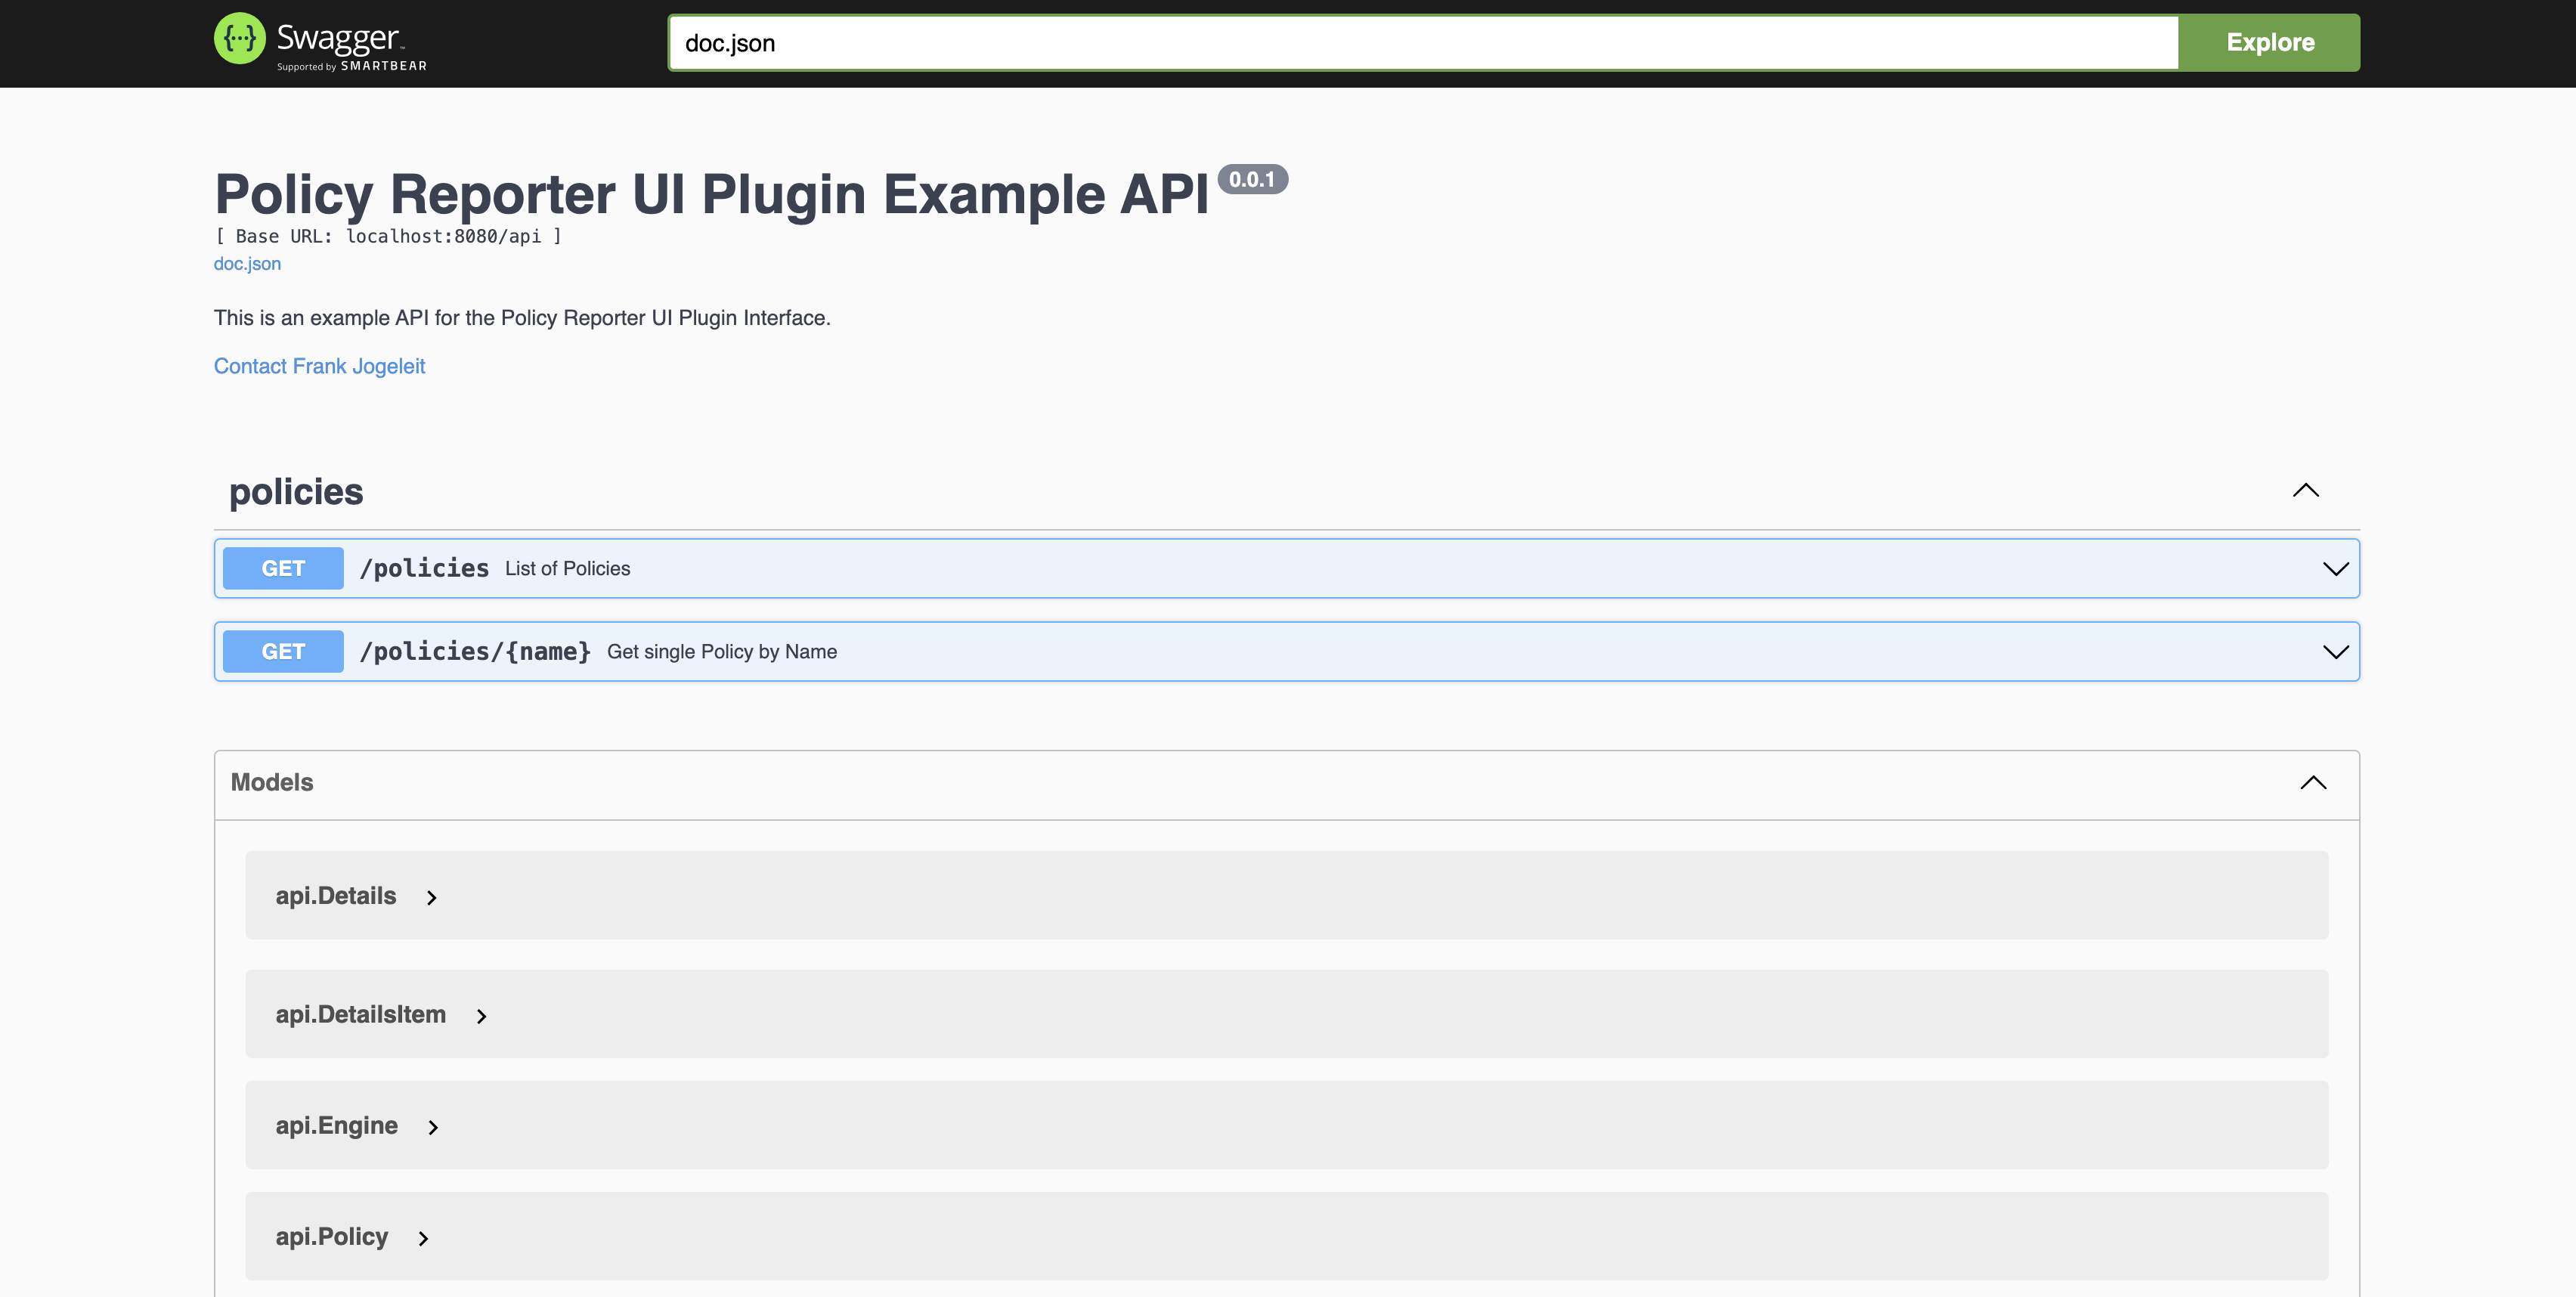 {···} Swagger™
Supported by SMARTBEAR
doc.json
Explore
Policy Reporter UI Plugin Example API 0.0.1
[ Base URL: localhost:8080/api ]
doc.json
This is an example API for the Policy Reporter UI Plugin Interface.
Contact Frank Jogeleit
policies
GET /policies List of Policies
GET /policies/{name} Get single Policy by Name
Models
api.Details
api.DetailsItem
api.Engine
api.Policy